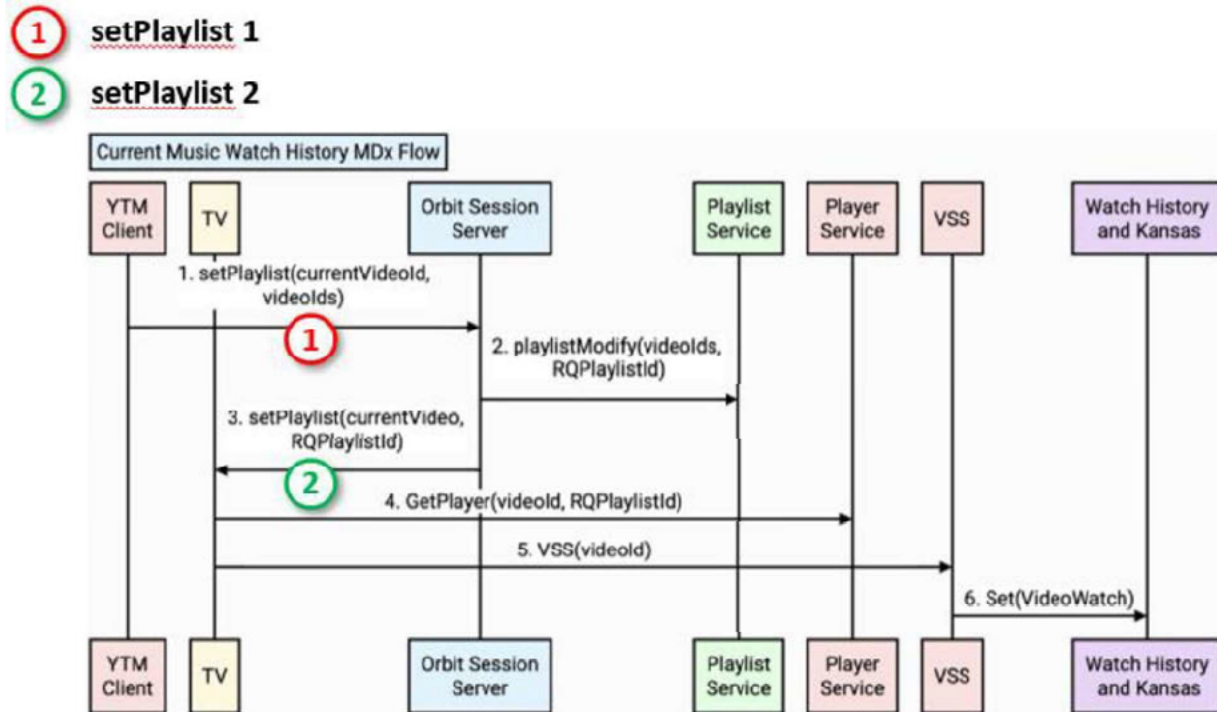 1 setPlaylist 1
2 setPlaylist 2
Current Music Watch History MDx Flow
YTM
Client
TV
Orbit Session
Server
Playlist
Service
Player
Service
VSS
Watch History
and Kansas
1. setPlaylist(currentVideoId,
videoIds)
1
2. playlistModify(videoIds,
RQPlaylistId)
3. setPlaylist(currentVideo,
RQPlaylistId)
2
4. GetPlayer(videoId, RQPlaylistId)
5. VSS(videoId)
6. Set(VideoWatch)
YTM
Client
TV
Orbit Session
Server
Playlist
Service
Player
Service
VSS
Watch History
and Kansas